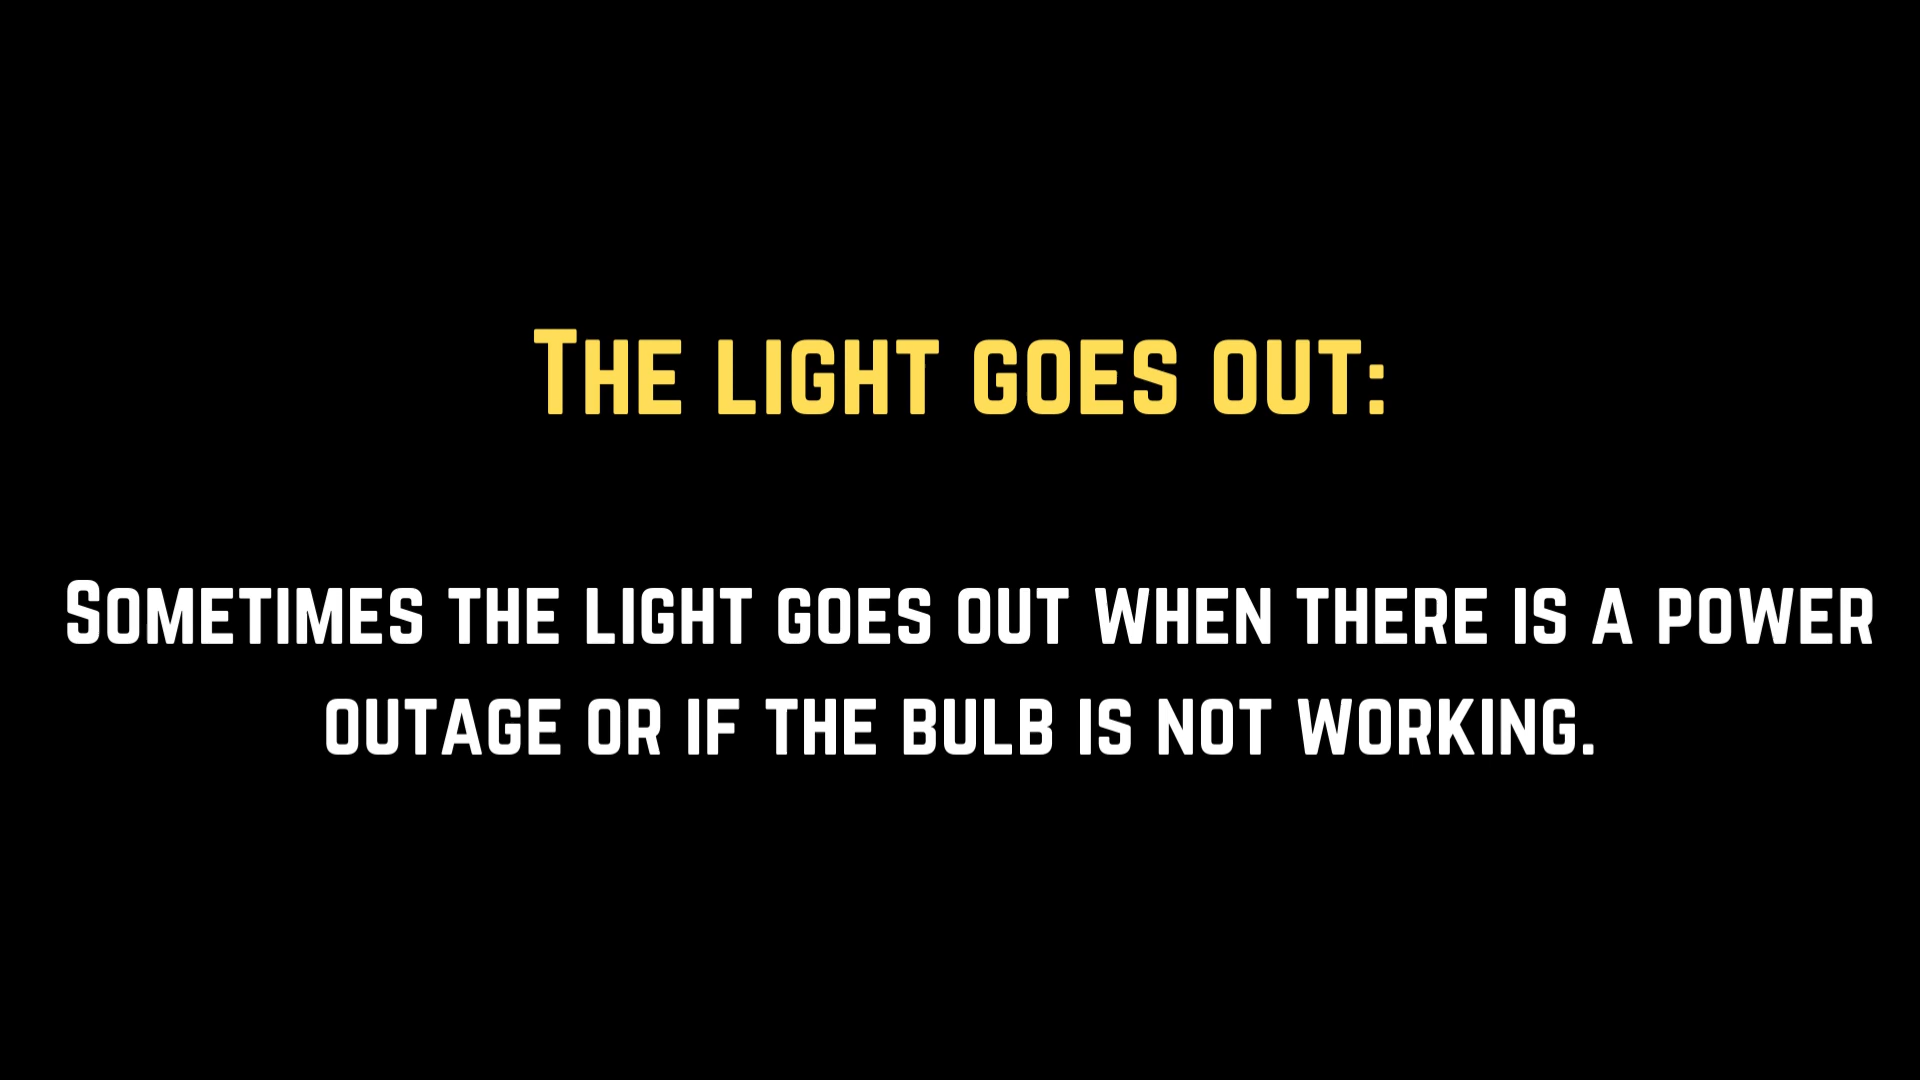 The light goes out:
Sometimes the light goes out when there is a power
outage or if the bulb is not working.